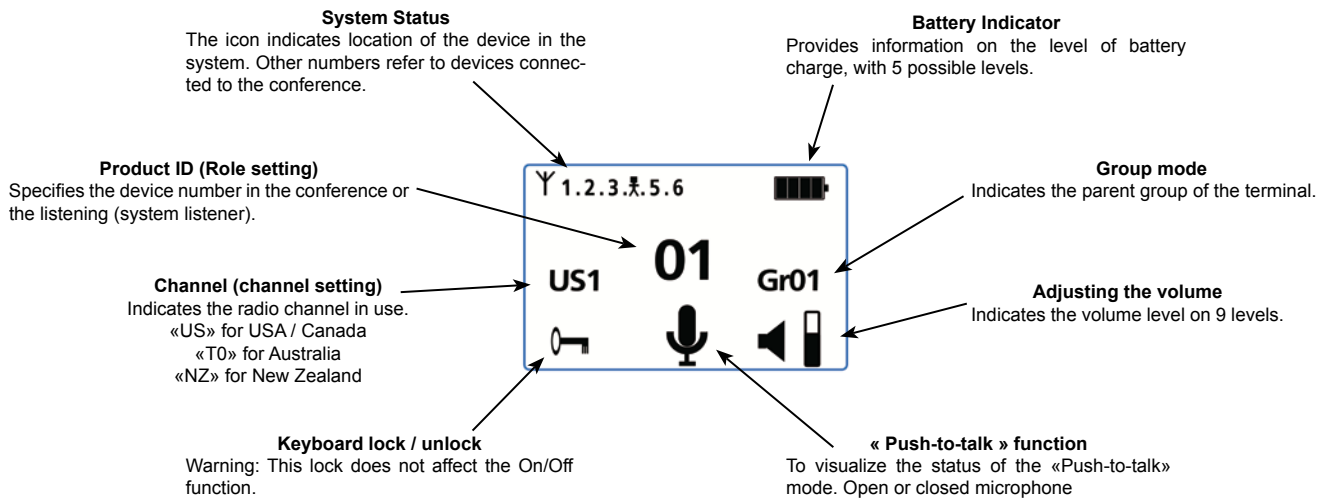 System Status
The icon indicates location of the device in the
system. Other numbers refer to devices connec-
ted to the conference.
Battery Indicator
Provides information on the level of battery
charge, with 5 possible levels.
Product ID (Role setting)
Specifies the device number in the conference or
the listening (system listener).
Group mode
Indicates the parent group of the terminal.
1.2.3. .5.6
01
US1
Gr01
Channel (channel setting)
Indicates the radio channel in use.
«US» for USA / Canada
«T0» for Australia
«NZ» for New Zealand
Adjusting the volume
Indicates the volume level on 9 levels.
Keyboard lock / unlock
Warning: This lock does not affect the On/Off
function.
« Push-to-talk » function
To visualize the status of the «Push-to-talk»
mode. Open or closed microphone